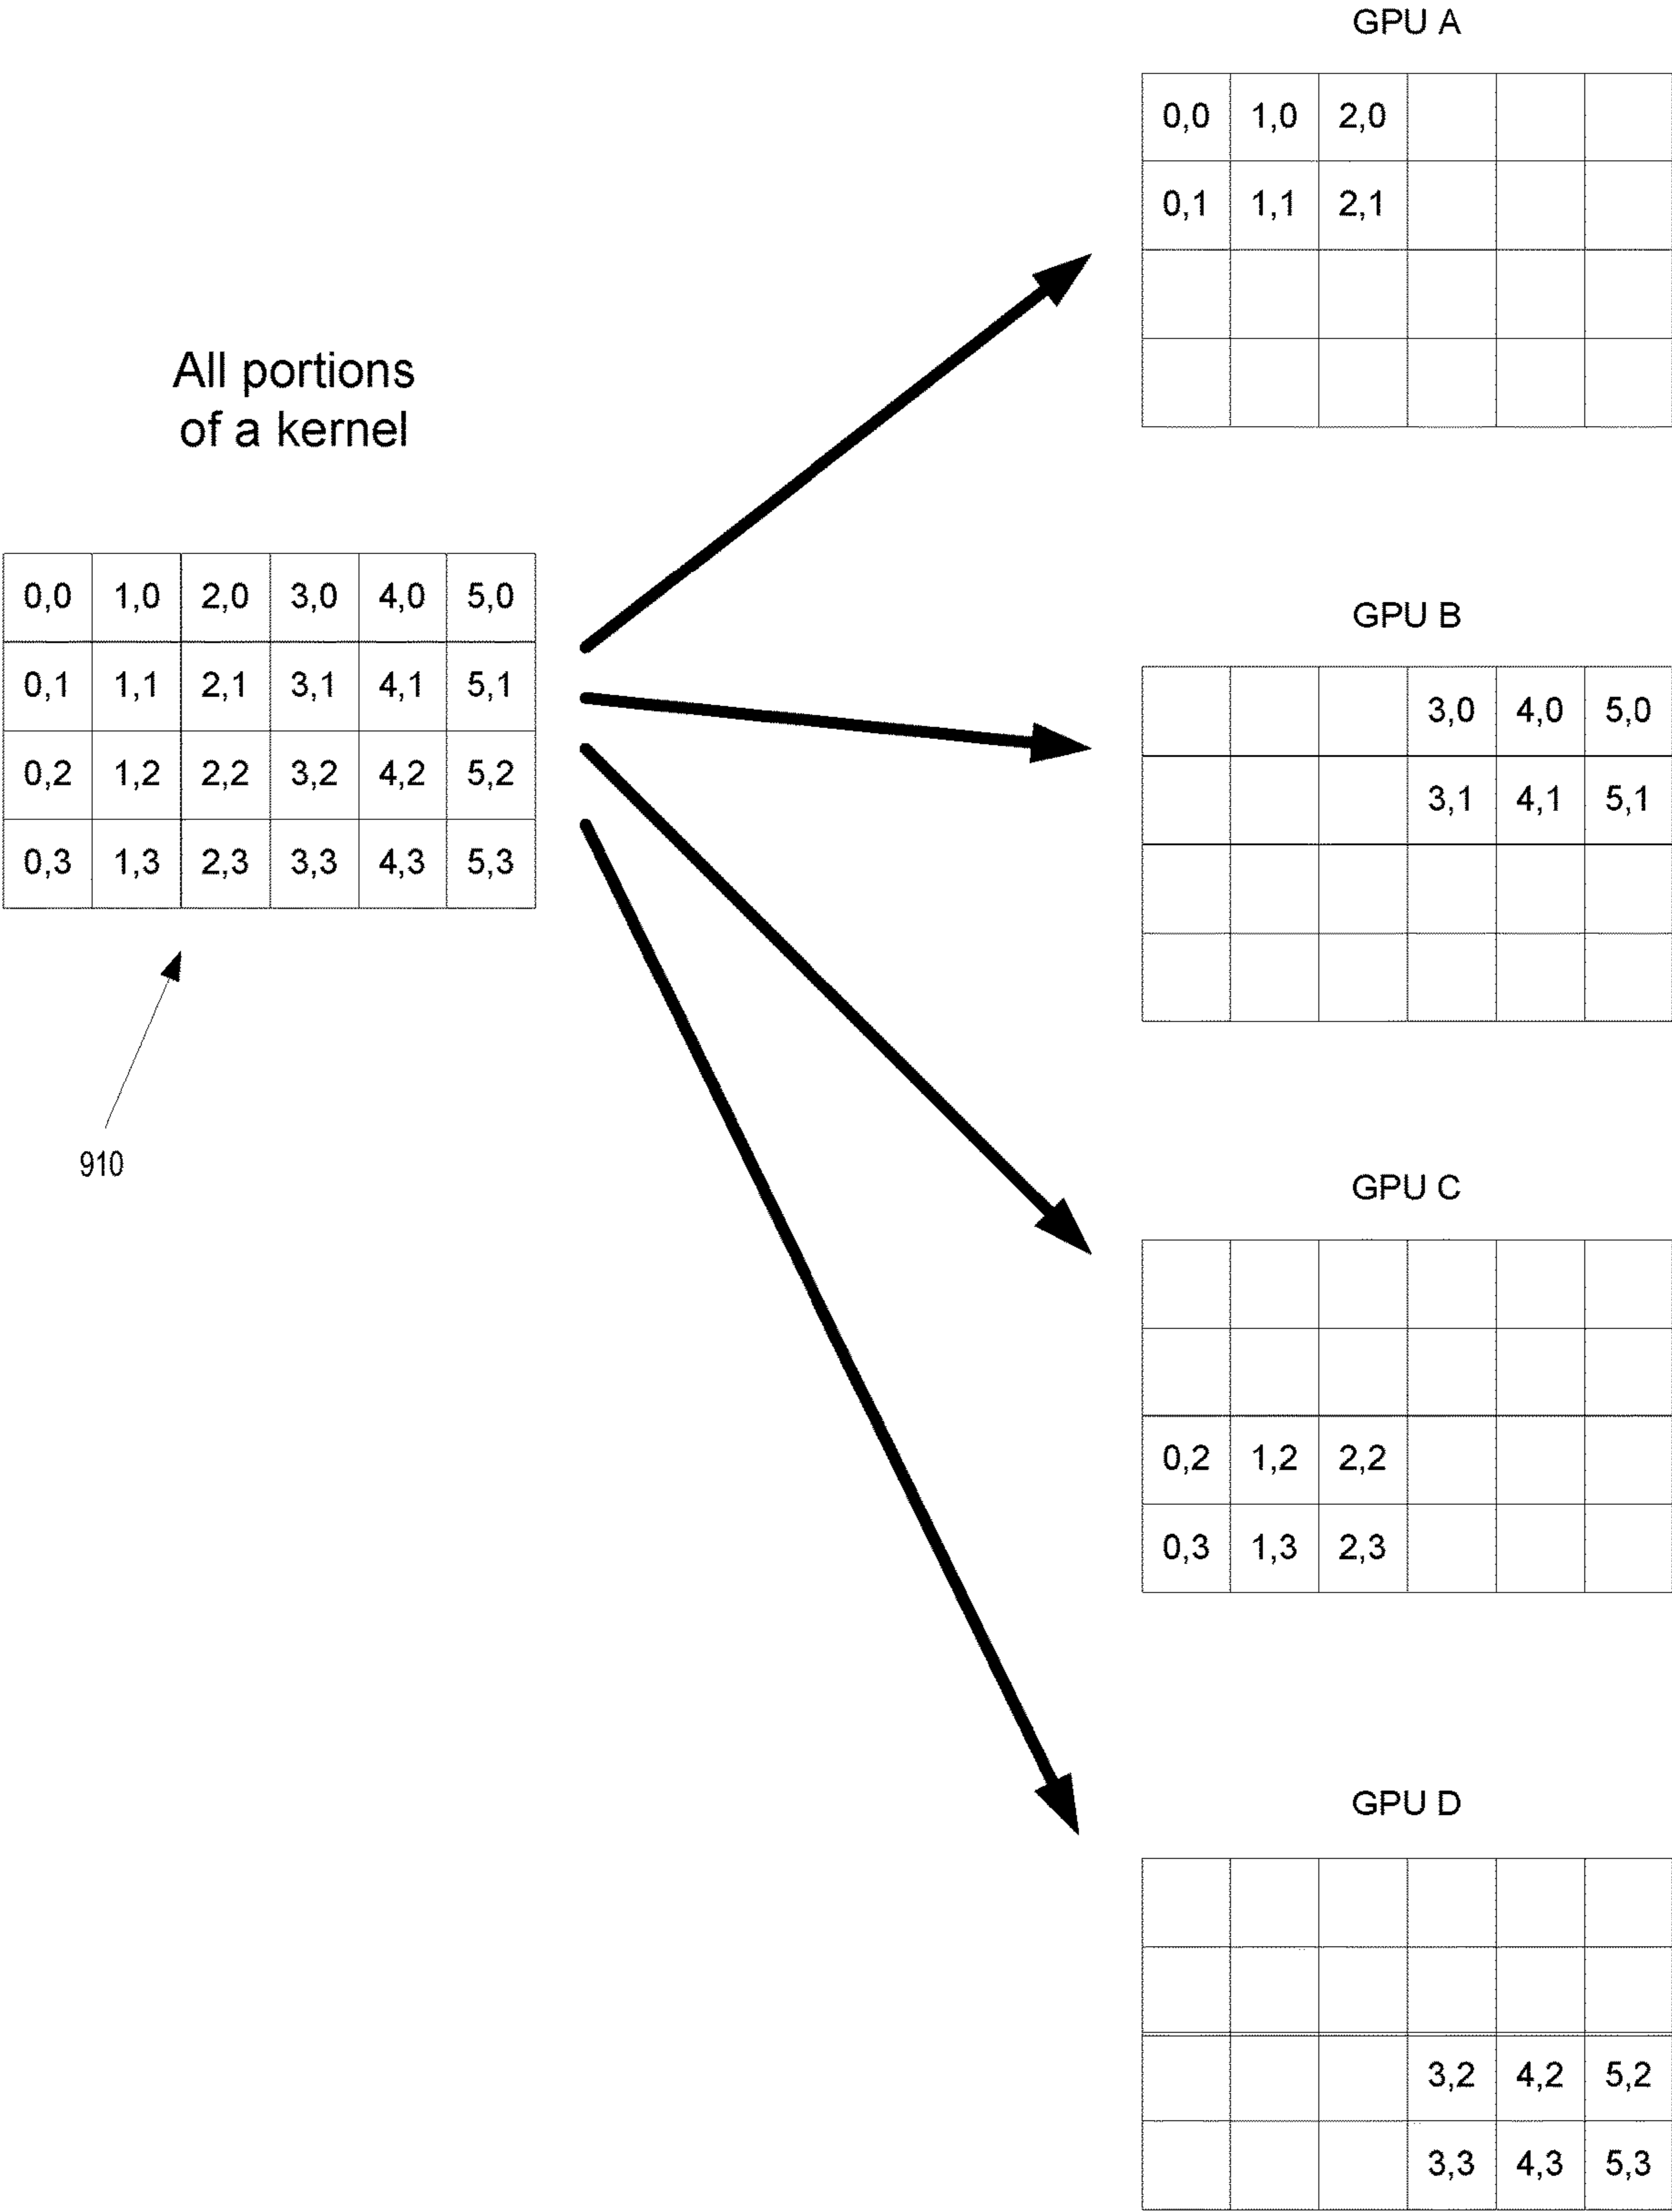 All portions
of a kernel
0,0 1,0 2,0 3,0 4,0 5,0
0,1 1,1 2,1 3,1 4,1 5,1
0,2 1,2 2,2 3,2 4,2 5,2
0,3 1,3 2,3 3,3 4,3 5,3
910
GPU A
0,0 1,0 2,0
0,1 1,1 2,1
GPU B
3,0 4,0 5,0
3,1 4,1 5,1
GPU C
0,2 1,2 2,2
0,3 1,3 2,3
GPU D
3,2 4,2 5,2
3,3 4,3 5,3